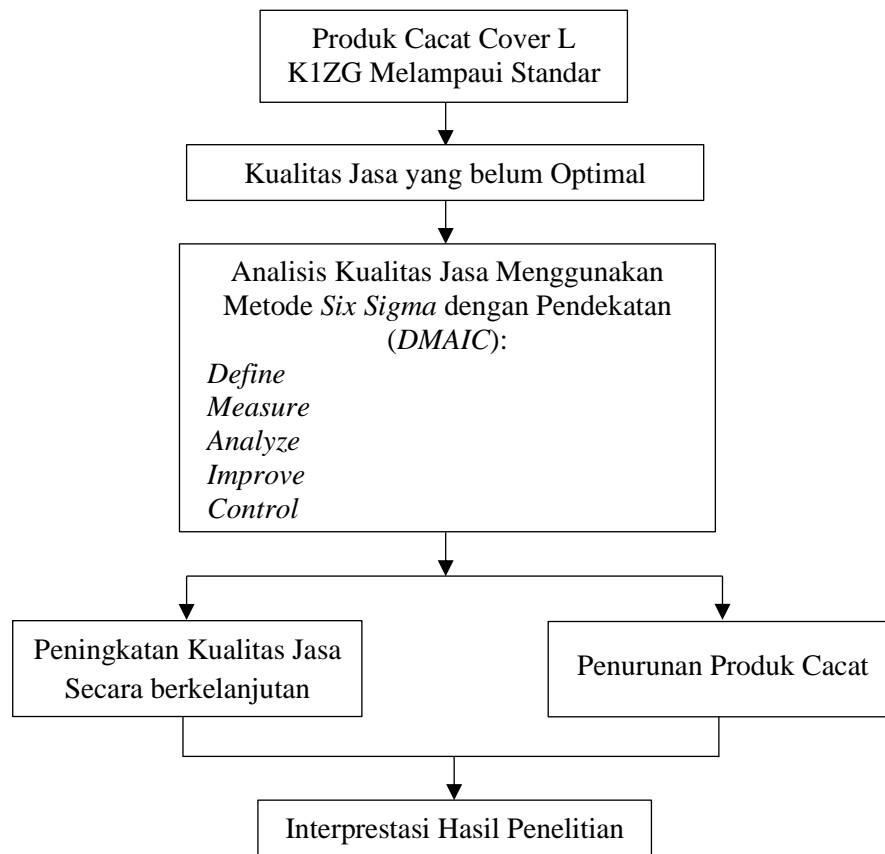 Produk Cacat Cover L
K1ZG Melampaui Standar
Kualitas Jasa yang belum Optimal
Analisis Kualitas Jasa Menggunakan
Metode Six Sigma dengan Pendekatan
(DMAIC):
Define
Measure
Analyze
Improve
Control
Peningkatan Kualitas Jasa
Secara berkelanjutan
Penurunan Produk Cacat
Interprestasi Hasil Penelitian